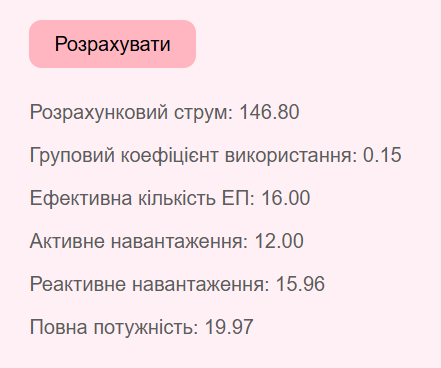 Розрахувати
Розрахунковий струм: 146.80
Груповий коефіцієнт використання: 0.15
Ефективна кількість ЕП: 16.00
Активне навантаження: 12.00
Реактивне навантаження: 15.96
Повна потужність: 19.97